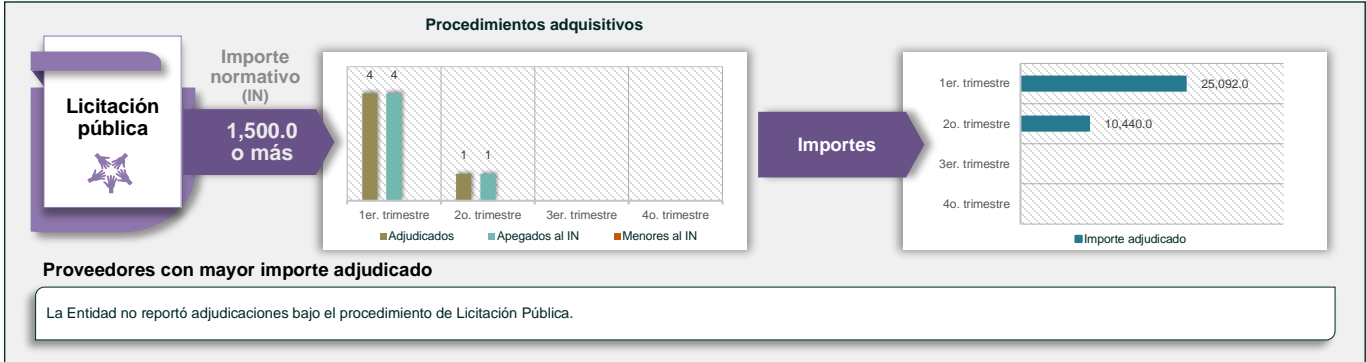 Procedimientos adquisitivos
Licitación
pública
Importe
normativo
(IN)
1,500.0
o más
4 4
1 1
1er. trimestre 2o. trimestre 3er. trimestre 4o. trimestre
Adjudicados Apegados al IN Menores al IN
Importes
1er. trimestre 25,092.0
2o. trimestre 10,440.0
3er. trimestre
4o. trimestre
Importe adjudicado
Proveedores con mayor importe adjudicado
La Entidad no reportó adjudicaciones bajo el procedimiento de Licitación Pública.